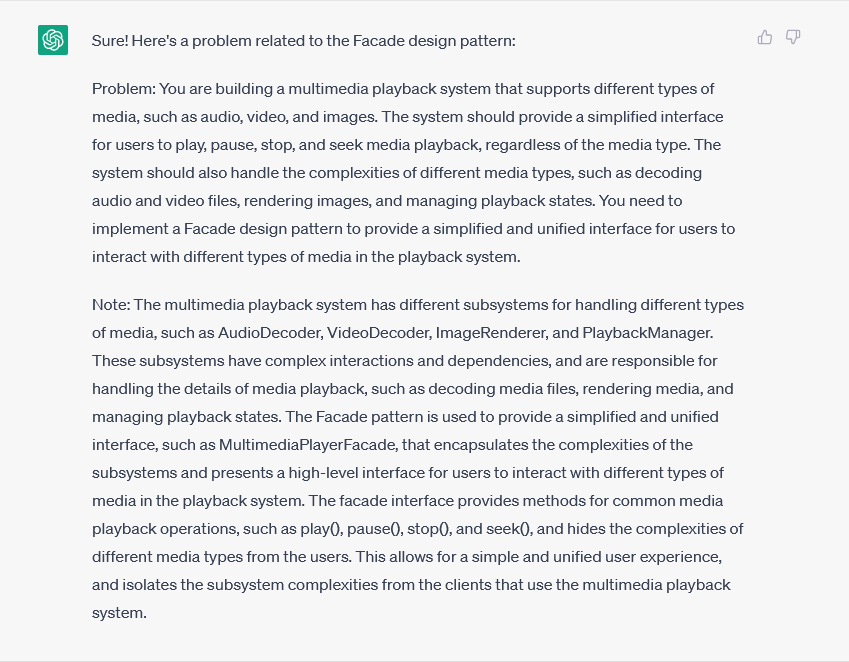 Sure! Here's a problem related to the Facade design pattern:
Problem: You are building a multimedia playback system that supports different types of
media, such as audio, video, and images. The system should provide a simplified interface
for users to play, pause, stop, and seek media playback, regardless of the media type. The
system should also handle the complexities of different media types, such as decoding
audio and video files, rendering images, and managing playback states. You need to
implement a Facade design pattern to provide a simplified and unified interface for users to
interact with different types of media in the playback system.
Note: The multimedia playback system has different subsystems for handling different types
of media, such as AudioDecoder, VideoDecoder, ImageRenderer, and PlaybackManager.
These subsystems have complex interactions and dependencies, and are responsible for
handling the details of media playback, such as decoding media files, rendering media, and
managing playback states. The Facade pattern is used to provide a simplified and unified
interface, such as MultimediaPlayerFacade, that encapsulates the complexities of the
subsystems and presents a high-level interface for users to interact with different types of
media in the playback system. The facade interface provides methods for common media
playback operations, such as play(), pause(), stop(), and seek(), and hides the complexities of
different media types from the users. This allows for a simple and unified user experience,
and isolates the subsystem complexities from the clients that use the multimedia playback
system.